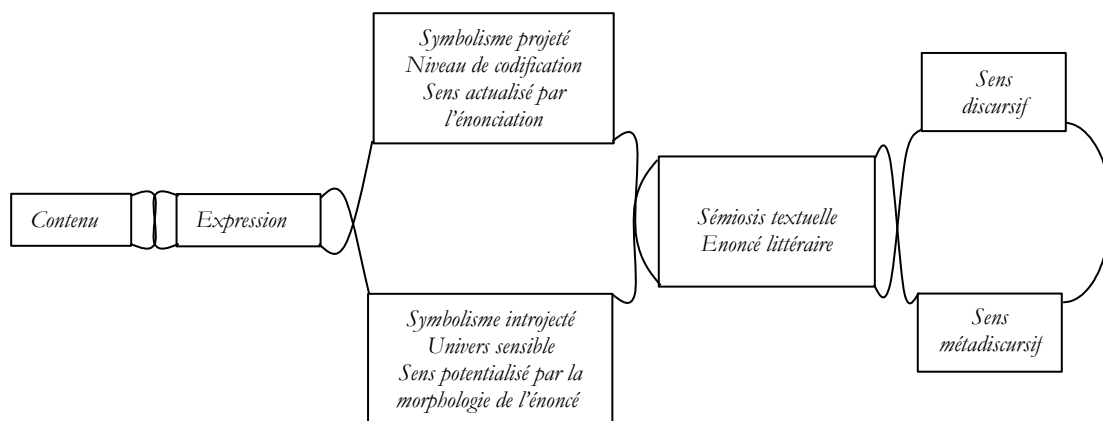 Contenu
Expression
Symbolisme projeté
Niveau de codification
Sens actualisé par
l’énonciation
Symbolisme introjecté
Univers sensible
Sens potentialisé par la
morphologie de l’énoncé
Sémiosis textuelle
Enoncé littéraire
Sens
discursif
Sens
métadiscursif